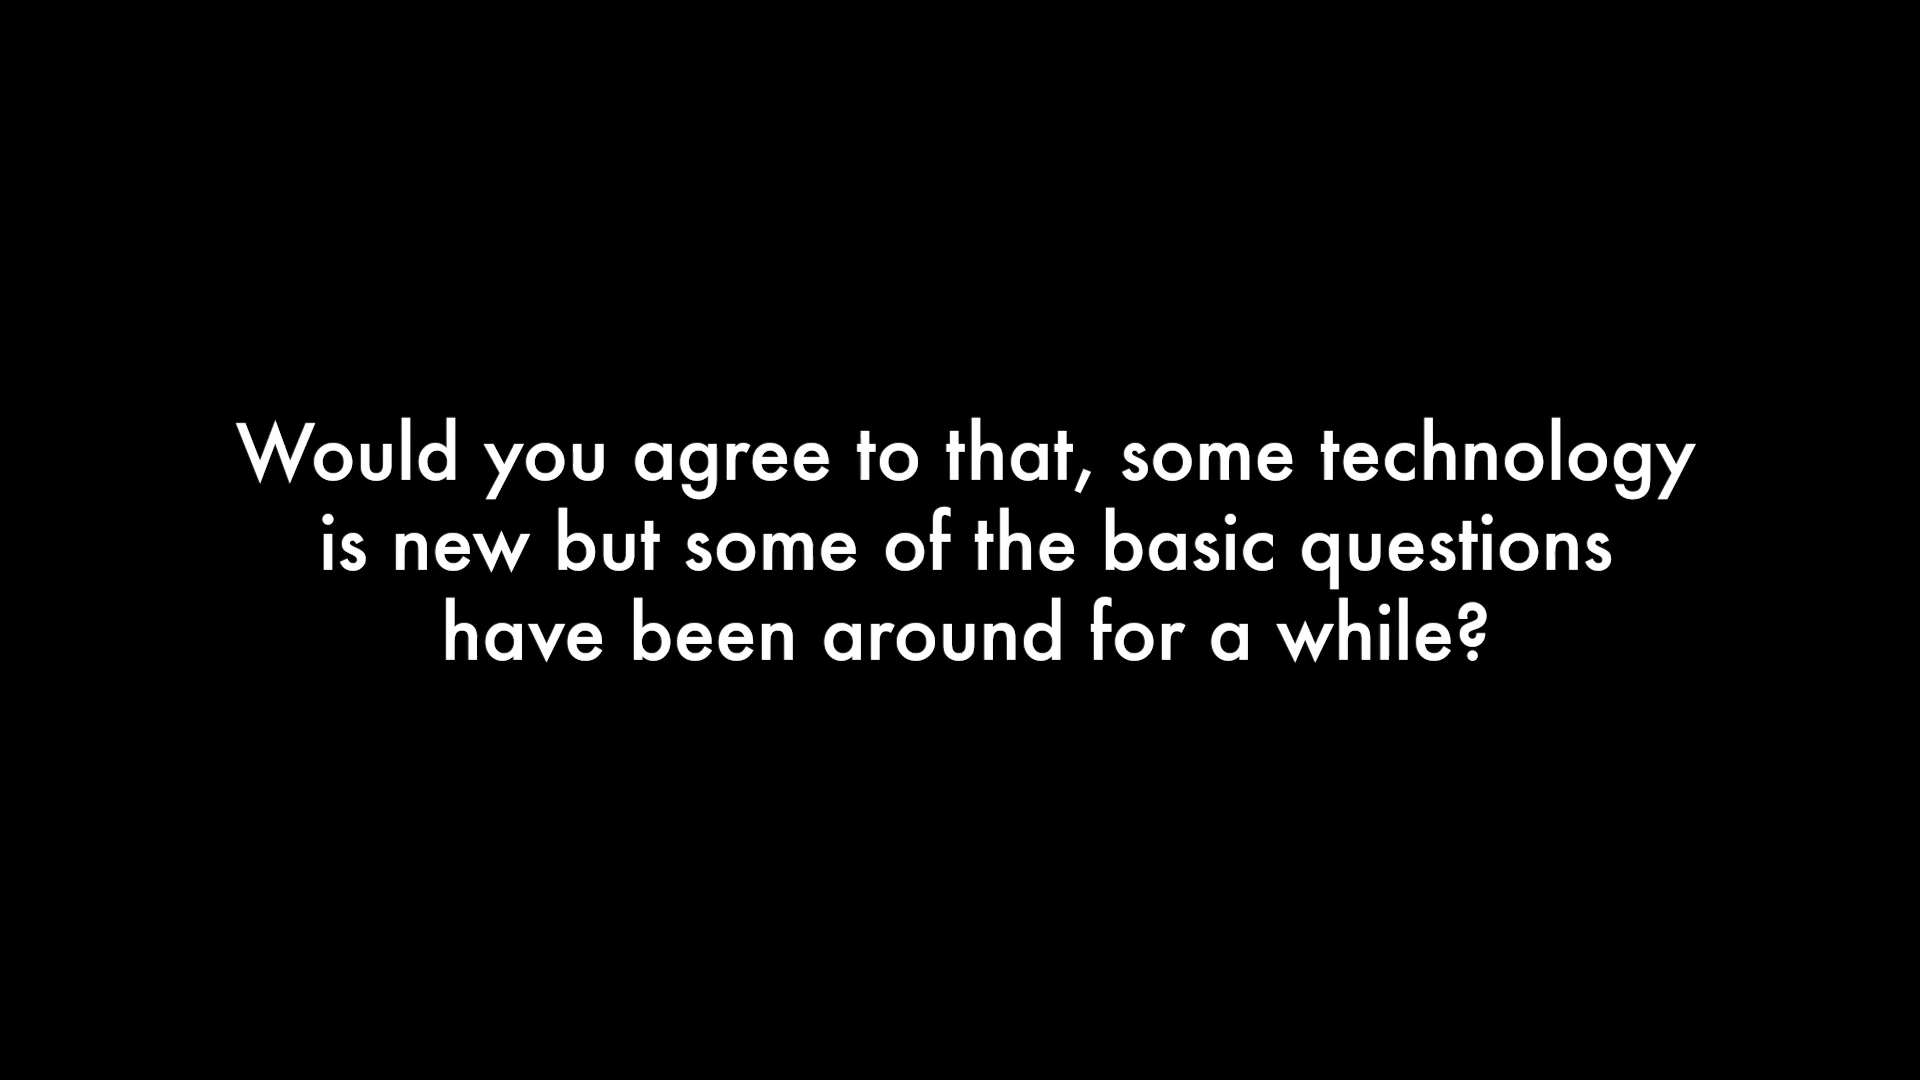 Would you agree to that, some technology
is new but some of the basic questions
have been around for a while?